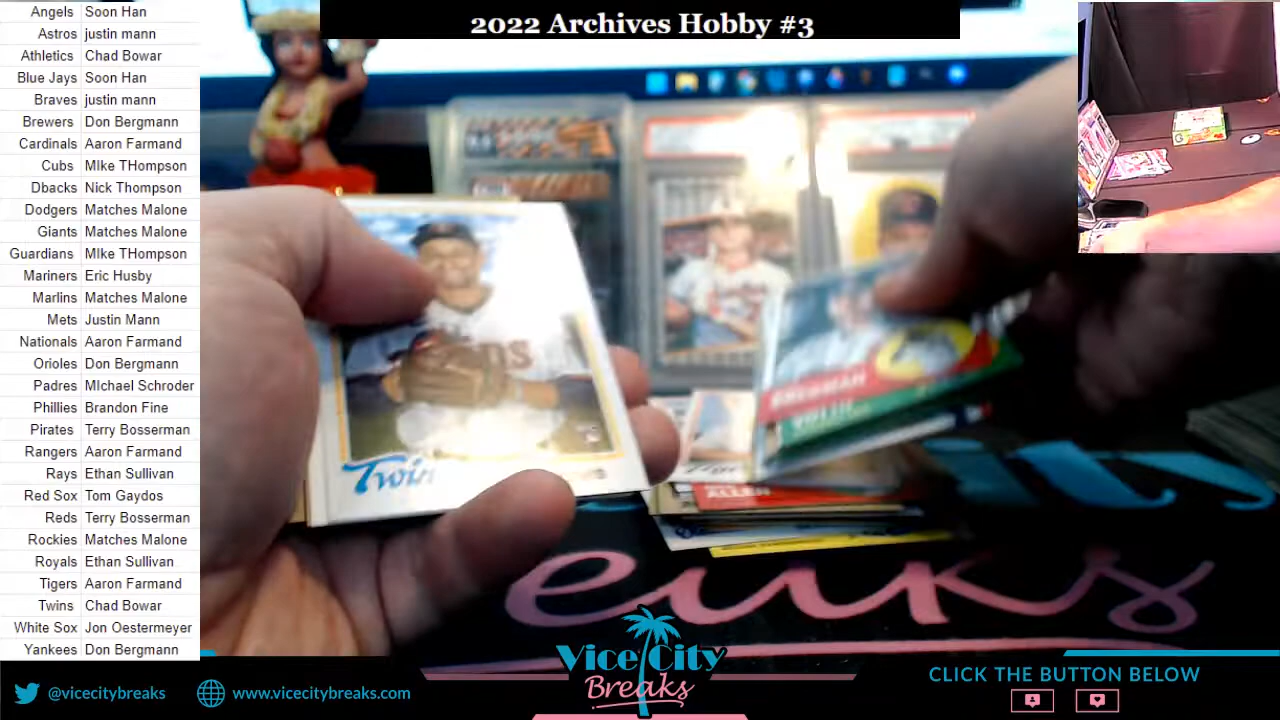 2022 Archives Hobby #3
Angels Soon Han
Astros justin mann
Athletics Chad Bowar
Blue Jays Soon Han
Braves justin mann
Brewers Don Bergmann
Cardinals Aaron Farmand
Cubs MIke THompson
Dbacks Nick Thompson
Dodgers Matches Malone
Giants Matches Malone
Guardians MIke THompson
Mariners Eric Husby
Marlins Matches Malone
Mets Justin Mann
Nationals Aaron Farmand
Orioles Don Bergmann
Padres MIchael Schroder
Phillies Brandon Fine
Pirates Terry Bosserman
Rangers Aaron Farmand
Rays Ethan Sullivan
Red Sox Tom Gaydos
Reds Terry Bosserman
Rockies Matches Malone
Royals Ethan Sullivan
Tigers Aaron Farmand
Twins Chad Bowar
White Sox Jon Oestermeyer
Yankees Don Bergmann
Twin
ALLEN
Vice City
Breaks
@vicecitybreaks
www.vicecitybreaks.com
CLICK THE BUTTON BELOW